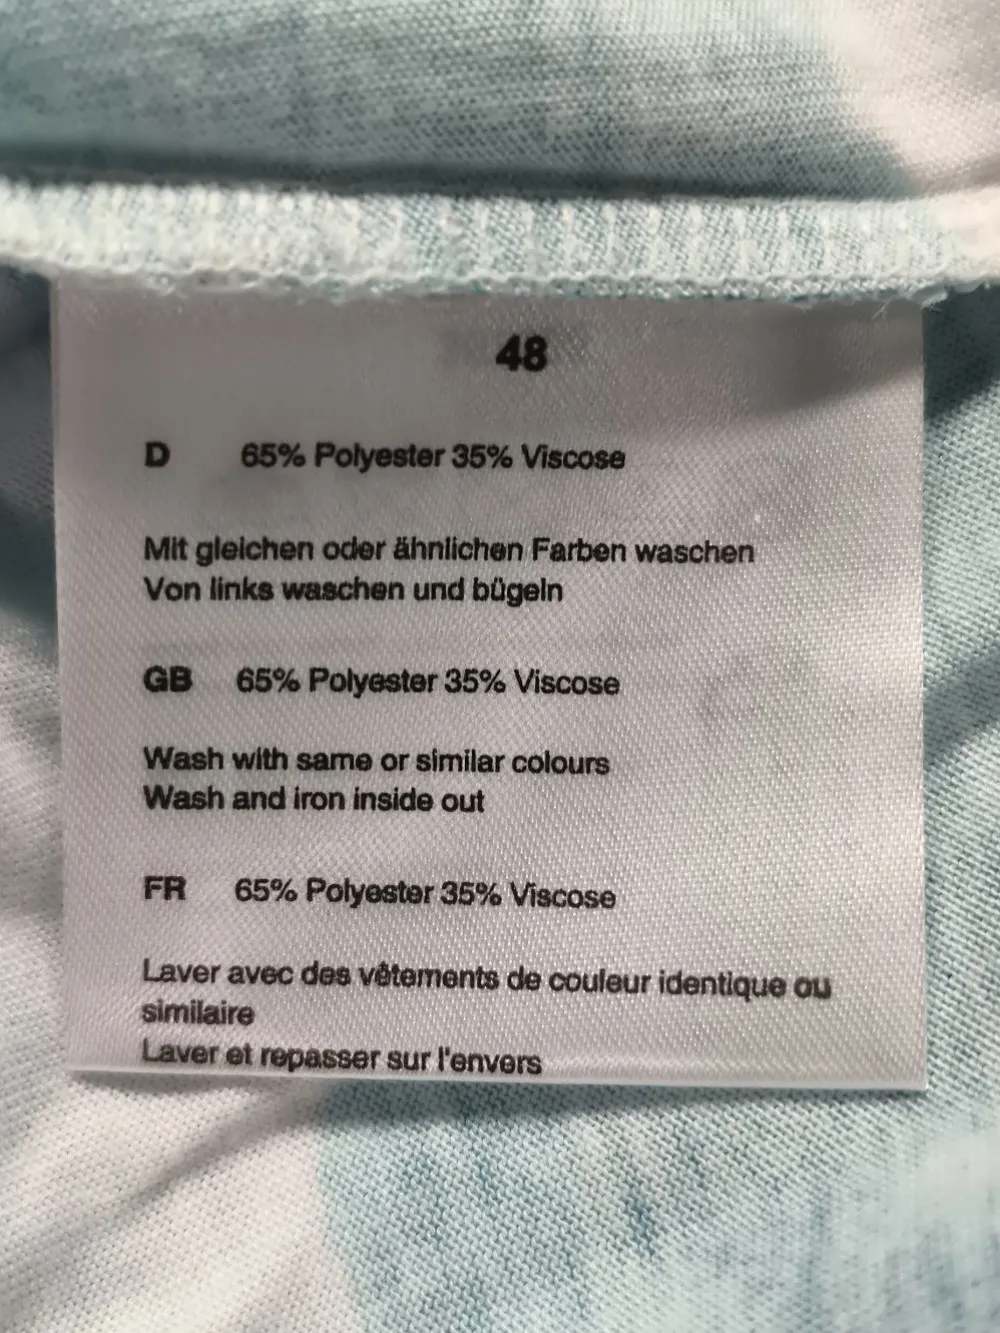 48
D 65% Polyester 35% Viscose
Mit gleichen oder ähnlichen Farben waschen
Von links waschen und bügeln
GB 65% Polyester 35% Viscose
Wash with same or similar colours
Wash and iron inside out
FR 65% Polyester 35% Viscose
Laver avec des vêtements de couleur identique ou
similaire
Laver et repasser sur l'envers